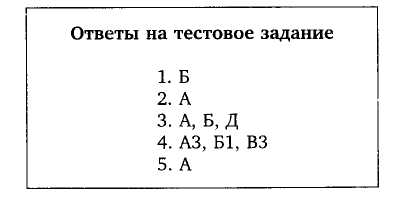 Ответы на тестовое задание
1. Б
2. А
3. А, Б, Д
4. А3, Б1, В3
5. А